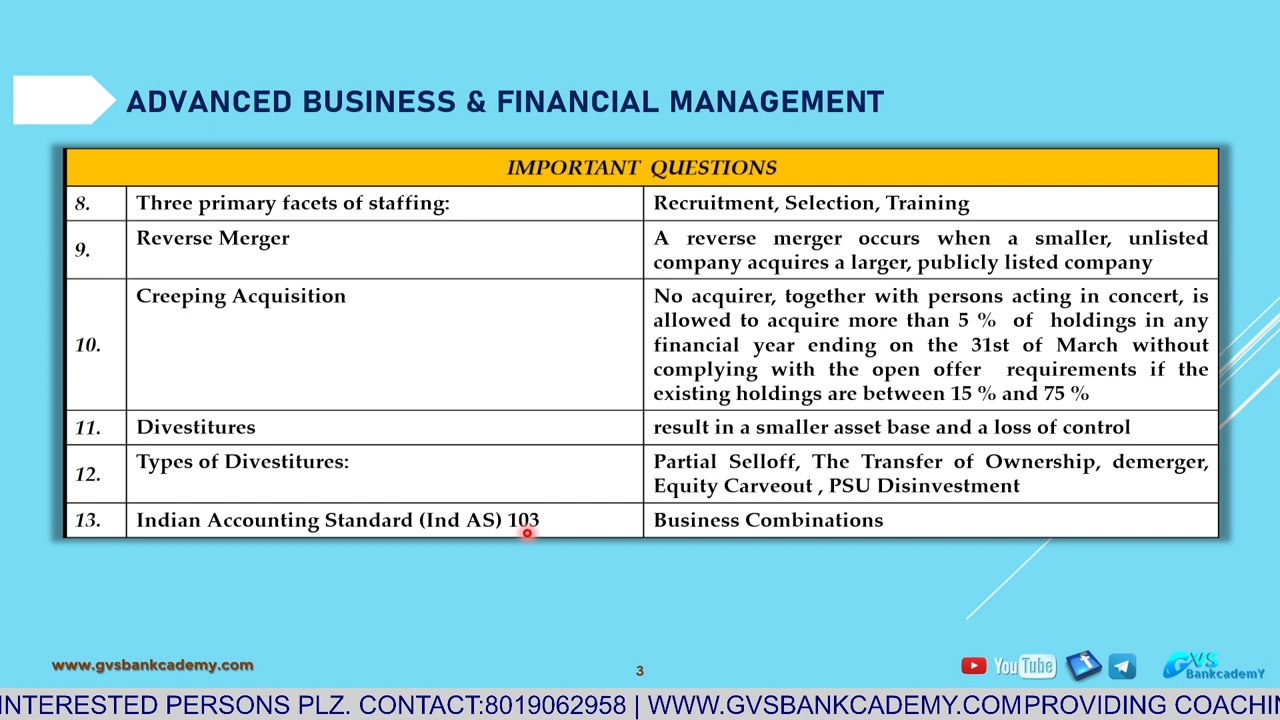 ADVANCED BUSINESS & FINANCIAL MANAGEMENT
IMPORTANT QUESTIONS
8. Three primary facets of staffing: Recruitment, Selection, Training
9. Reverse Merger A reverse merger occurs when a smaller, unlisted
company acquires a larger, publicly listed company
10. Creeping Acquisition No acquirer, together with persons acting in concert, is
allowed to acquire more than 5 % of holdings in any
financial year ending on the 31st of March without
complying with the open offer requirements if the
existing holdings are between 15 % and 75 %
11. Divestitures result in a smaller asset base and a loss of control
12. Types of Divestitures: Partial Selloff, The Transfer of Ownership, demerger,
Equity Carveout , PSU Disinvestment
13. Indian Accounting Standard (Ind AS) 103 Business Combinations
www.gvsbankcademy.com
3
YouTube
GVS
BankcademY
INTERESTED PERSONS PLZ. CONTACT:8019062958 | WWW.GVSBANKCADEMY.COMPROVIDING COACHI